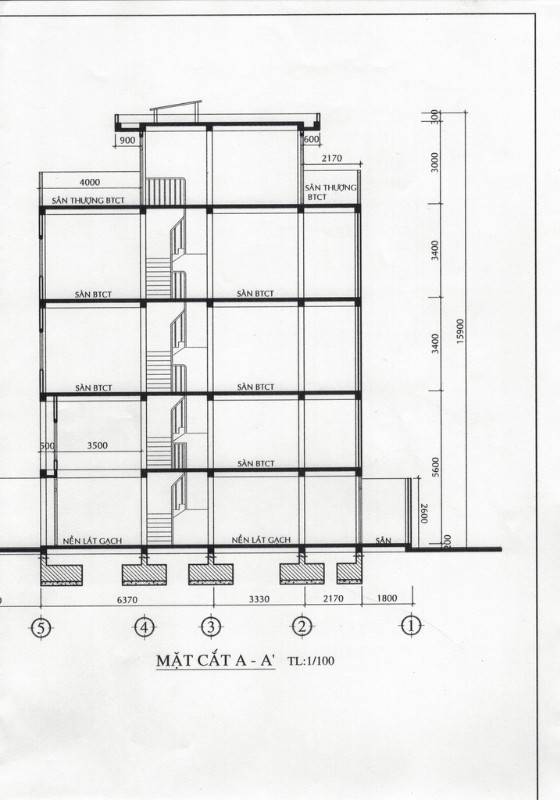 300
900
600
2170
3000
4000
SÂN THƯỢNG
BTCT
SÂN THƯỢNG BTCT
3400
SÀN BTCT
SÀN BTCT
15900
3400
SÀN BTCT
SÀN BTCT
500
3500
5600
SÀN BTCT
2600
NỀN LÁT GẠCH
NỀN LÁT GẠCH
SÂN
200
6370
3330
2170
1800
5
4
3
2
1
MẶT CẮT A - A' TL:1/100